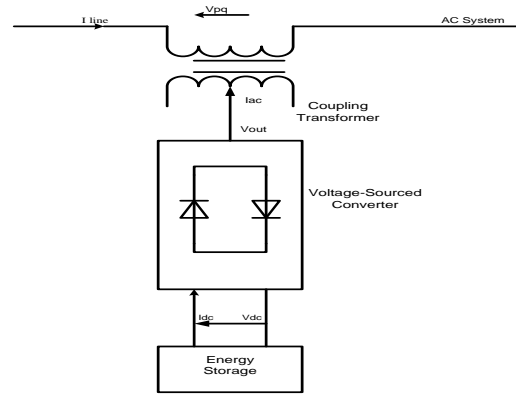 Vpq
I line
AC System
Iac
Coupling
Transformer
Vout
Voltage-Sourced
Converter
Idc
Vdc
Energy
Storage